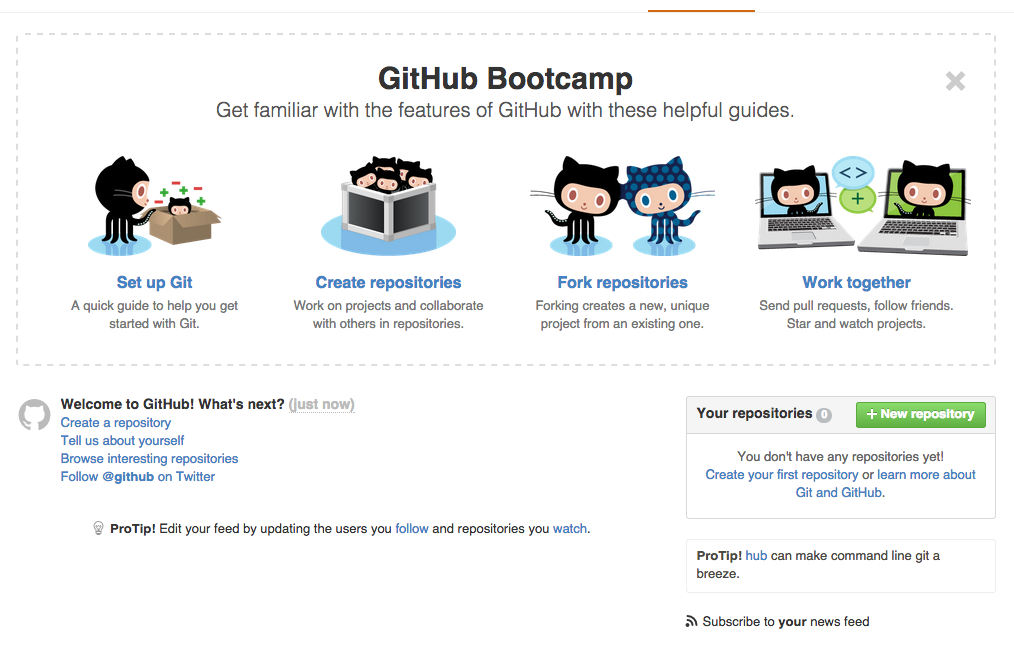 GitHub Bootcamp
Get familiar with the features of GitHub with these helpful guides.
Set up Git
A quick guide to help you get
started with Git.
Create repositories
Work on projects and collaborate
with others in repositories.
Fork repositories
Forking creates a new, unique
project from an existing one.
Work together
Send pull requests, follow friends.
Star and watch projects.
Welcome to GitHub! What's next? (just now)
Create a repository
Tell us about yourself
Browse interesting repositories
Follow @github on Twitter
ProTip! Edit your feed by updating the users you follow and repositories you watch.
Your repositories 0
+ New repository
You don't have any repositories yet!
Create your first repository or learn more about
Git and GitHub.
ProTip! hub can make command line git a
breeze.
Subscribe to your news feed